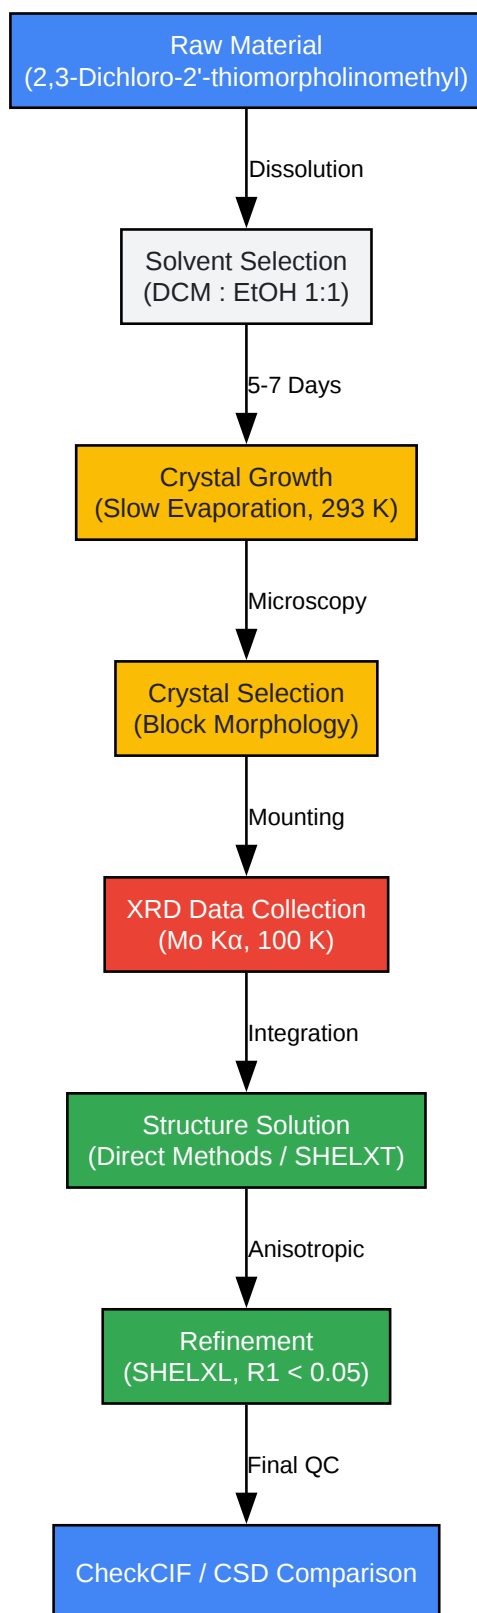 Raw Material
(2,3-Dichloro-2'-thiomorpholinomethyl)
Dissolution
Solvent Selection
(DCM : EtOH 1:1)
5-7 Days
Crystal Growth
(Slow Evaporation, 293 K)
Microscopy
Crystal Selection
(Block Morphology)
Mounting
XRD Data Collection
(Mo Kα, 100 K)
Integration
Structure Solution
(Direct Methods / SHELXT)
Anisotropic
Refinement
(SHELXL, R1 < 0.05)
Final QC
CheckCIF / CSD Comparison